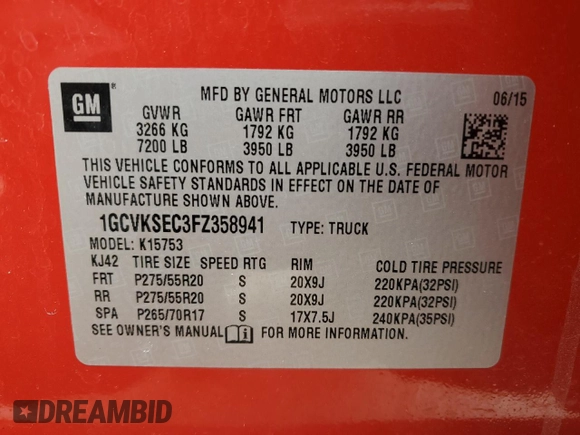 GM
MFD BY GENERAL MOTORS LLC 06/15
GVWR GAWR FRT GAWR RR
3266 KG 1792 KG 1792 KG
7200 LB 3950 LB 3950 LB
THIS VEHICLE CONFORMS TO ALL APPLICABLE U.S. FEDERAL MOTOR
VEHICLE SAFETY STANDARDS IN EFFECT ON THE DATE OF
MANUFACTURE SHOWN ABOVE.
1GCVKSEC3FZ358941 TYPE: TRUCK
MODEL: K15753
KJ42 TIRE SIZE SPEED RTG RIM COLD TIRE PRESSURE
FRT P275/55R20 S 20X9J 220KPA(32PSI)
RR P275/55R20 S 20X9J 220KPA(32PSI)
SPA P265/70R17 S 17X7.5J 240KPA(35PSI)
SEE OWNER'S MANUAL FOR MORE INFORMATION.
DREAMBID